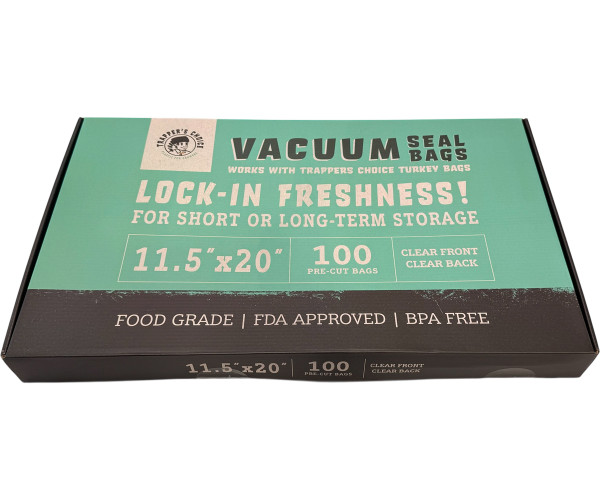 TRAPPER'S CHOICE
VACUUM SEAL BAGS
WORKS WITH TRAPPERS CHOICE TURKEY BAGS
LOCK-IN FRESHNESS!
FOR SHORT OR LONG-TERM STORAGE
11.5"x20"
100
PRE-CUT BAGS
CLEAR FRONT
CLEAR BACK
FOOD GRADE | FDA APPROVED | BPA FREE
11.5"x20"
100
PRE-CUT BAGS
CLEAR FRONT
CLEAR BACK